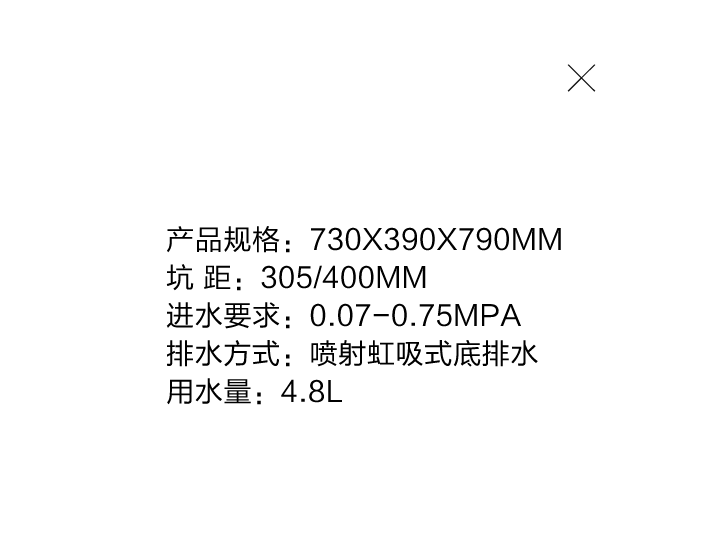 产品规格：730X390X790MM
坑 距：305/400MM
进水要求：0.07-0.75MPA
排水方式：喷射虹吸式底排水
用水量：4.8L